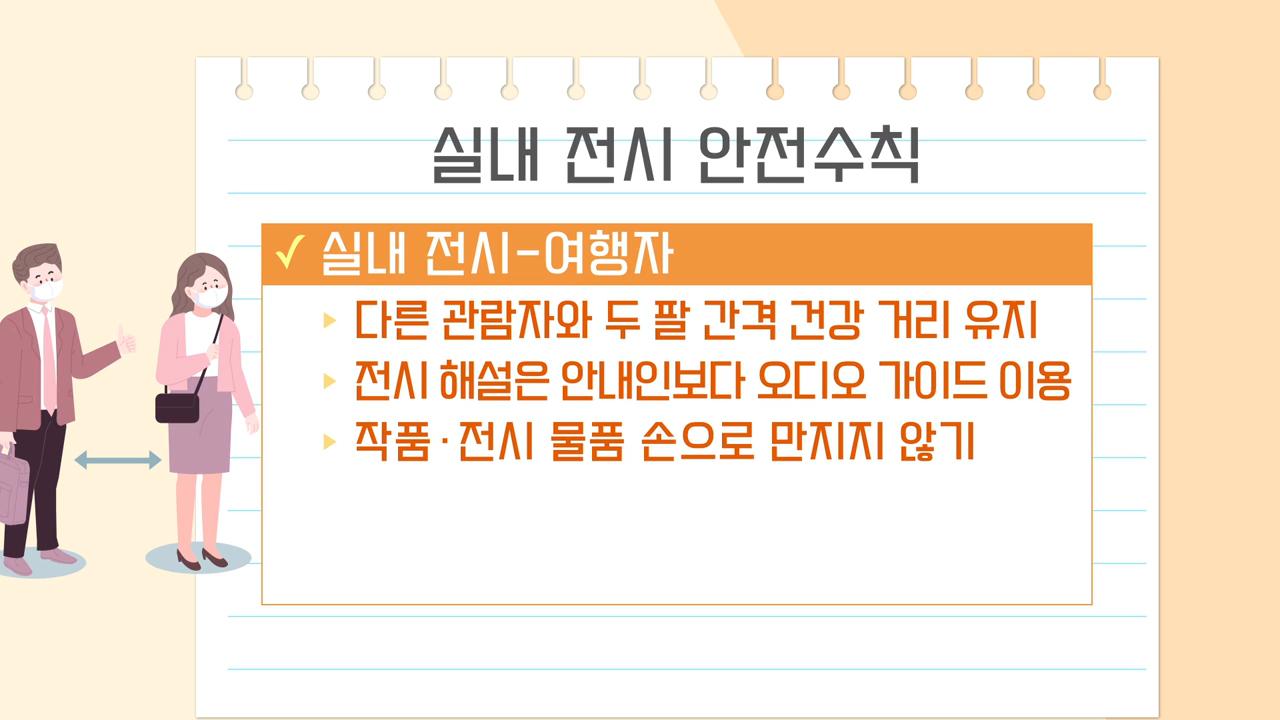 실내 전시 안전수칙
✓ 실내 전시-여행자
▶ 다른 관람자와 두 팔 간격 건강 거리 유지
▶ 전시 해설은 안내인보다 오디오 가이드 이용
▶ 작품·전시 물품 손으로 만지지 않기